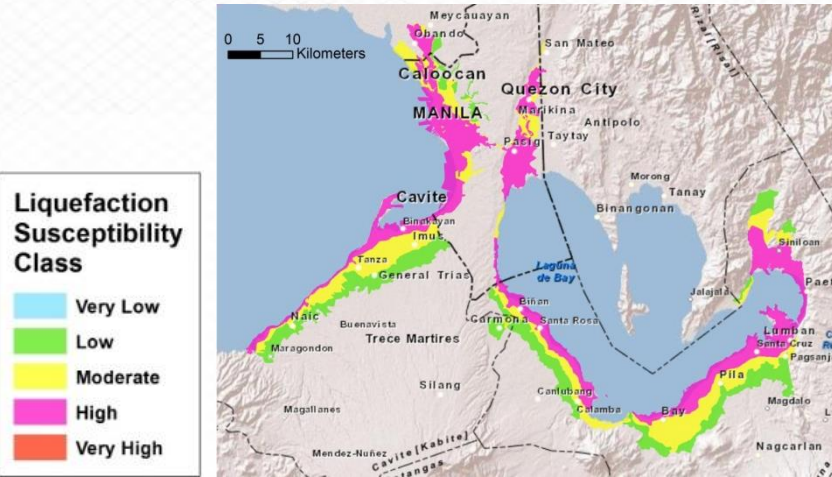 Liquefaction
Susceptibility
Class
Very Low
Low
Moderate
High
Very High
0 5 10
Kilometers
Meycauayan
Obando
Caloocan
MANILA
San Mateo
Quezon City
Marikina
Antipolo
Pasig
Taytay
Rizal [Risal]
Cavite
Binakayan
Imus
Tanza
General Trias
Naic
Maragondon
Buenavista
Trece Martires
Silang
Magallanes
Mendez-Nuñez
Cavite [Kabite]
Morong
Tanay
Binangonan
Laguna
de Bay
Jalajala
Siniloan
Biñan
Carmona
Santa Rosa
Canlubang
Calamba
Bay
Pila
Lumban
Santa Cruz
Magdalo
Nagcarlan